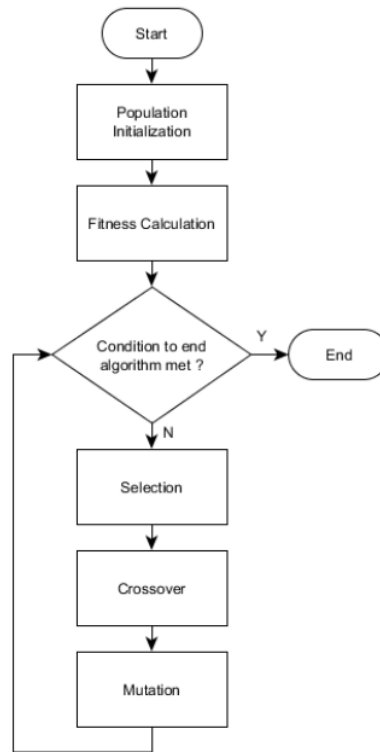 Start
Population
Initialization
Fitness Calculation
Condition to end
algorithm met ?
Y
End
N
Selection
Crossover
Mutation